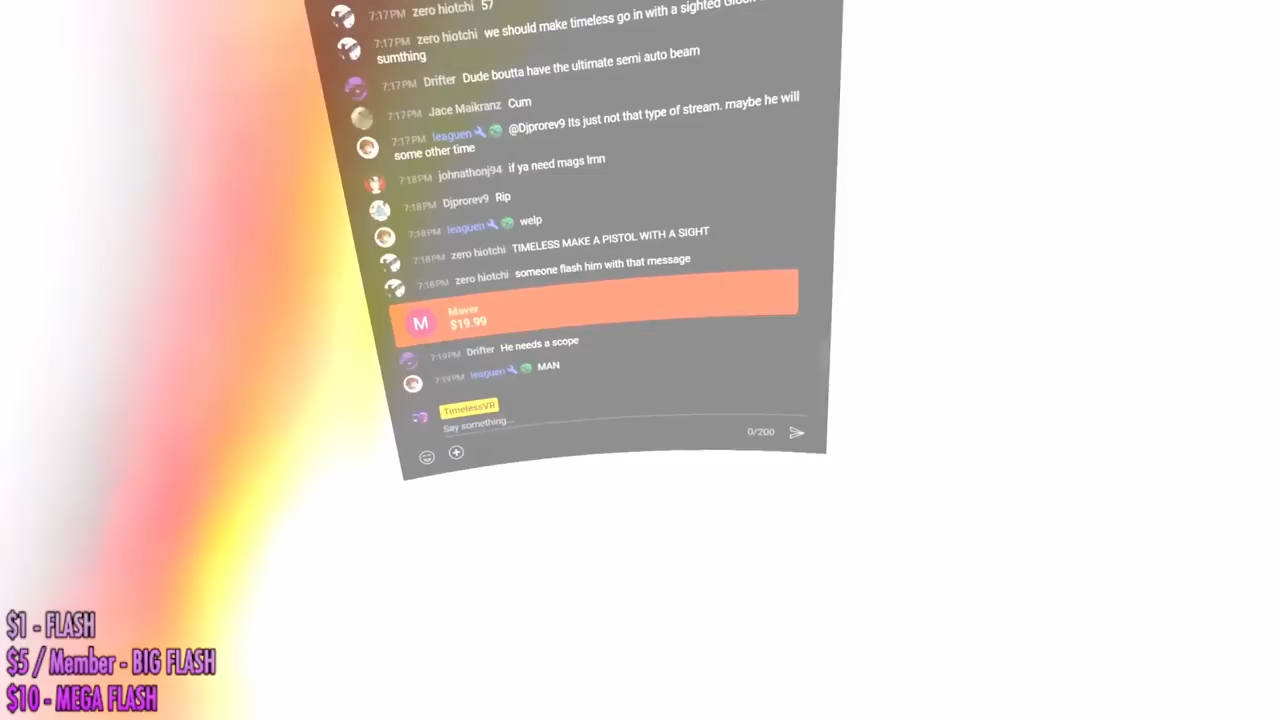 7:17PM zero hiotchi 57
7:17PM zero hiotchi we should make timeless go in with a sighted Glock
sumthing
7:17PM Drifter Dude boutta have the ultimate semi auto beam
7:17PM Jace Maikranz Cum
7:17PM leaguen @Djprorev9 Its just not that type of stream. maybe he will
some other time
7:18PM johnathonj94 if ya need mags lmn
7:18PM Djprorev9 Rip
7:18PM leaguen welp
7:18PM zero hiotchi TIMELESS MAKE A PISTOL WITH A SIGHT
7:18PM zero hiotchi someone flash him with that message
M
Maver
$19.99
7:19PM Drifter He needs a scope
7:19PM leaguen MAN
TimelessVR
Say something...
0/200
$1 - FLASH
$5 / Member - BIG FLASH
$10 - MEGA FLASH